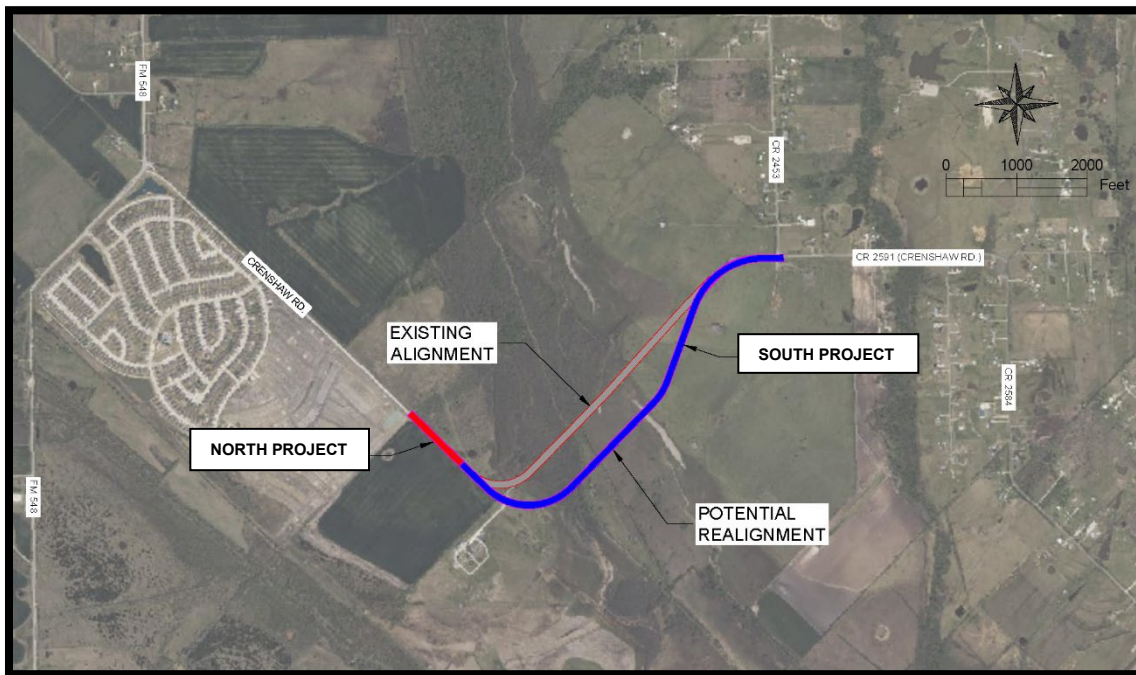 FM 548
CR 2453
0 1000 2000
Feet
CR 2591 (CRENSHAW RD.)
CRENSHAW RD.
EXISTING
ALIGNMENT
SOUTH PROJECT
CR 2584
NORTH PROJECT
FM 548
POTENTIAL
REALIGNMENT